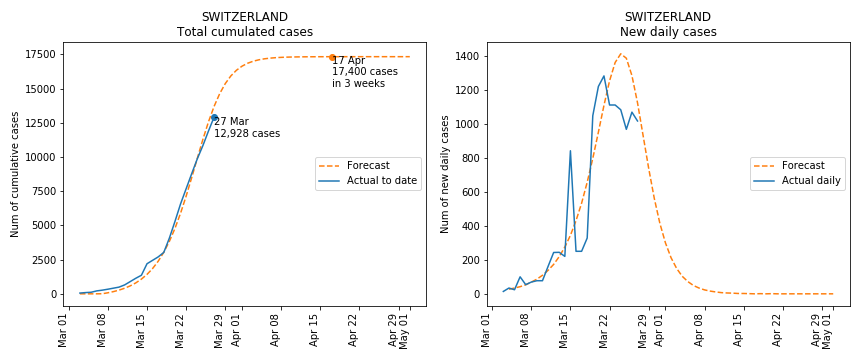 SWITZERLAND
Total cumulated cases
Num of cumulative cases
17500
15000
12500
10000
7500
5000
2500
0
17 Apr
17,400 cases
in 3 weeks
27 Mar
12,928 cases
Forecast
Actual to date
Mar 01
Mar 08
Mar 15
Mar 22
Mar 29
Apr 01
Apr 08
Apr 15
Apr 22
Apr 29
May 01
SWITZERLAND
New daily cases
Num of new daily cases
1400
1200
1000
800
600
400
200
0
Forecast
Actual daily
Mar 01
Mar 08
Mar 15
Mar 22
Mar 29
Apr 01
Apr 08
Apr 15
Apr 22
Apr 29
May 01